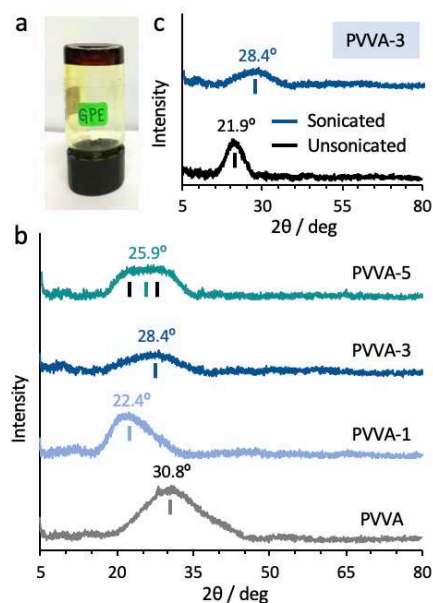 a
GPE
c
PVVA-3
28.4°
Sonicated
Unsonicated
21.9°
Intensity
5 30 55 80
2θ / deg
b
25.9°
PVVA-5
28.4°
PVVA-3
22.4°
PVVA-1
30.8°
PVVA
Intensity
5 20 35 50 65 80
2θ / deg